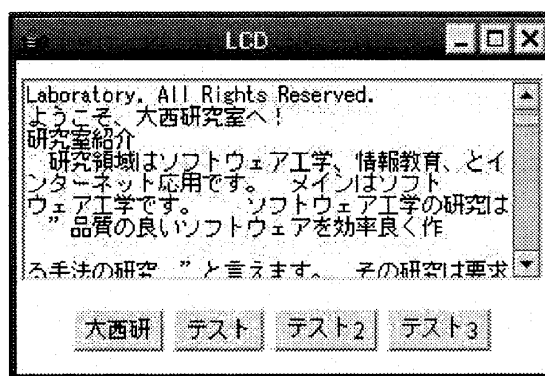 LCD
Laboratory. All Rights Reserved.
ようこそ、大西研究室へ！
研究室紹介
研究領域はソフトウェア工学、情報教育、とイ
ンターネット応用です。 メインはソフト
ウェア工学です。 ソフトウェア工学の研究は
”品質の良いソフトウェアを効率良く作
る手法の研究 ”と言えます。 その研究は要求
大西研 テスト テスト2 テスト3